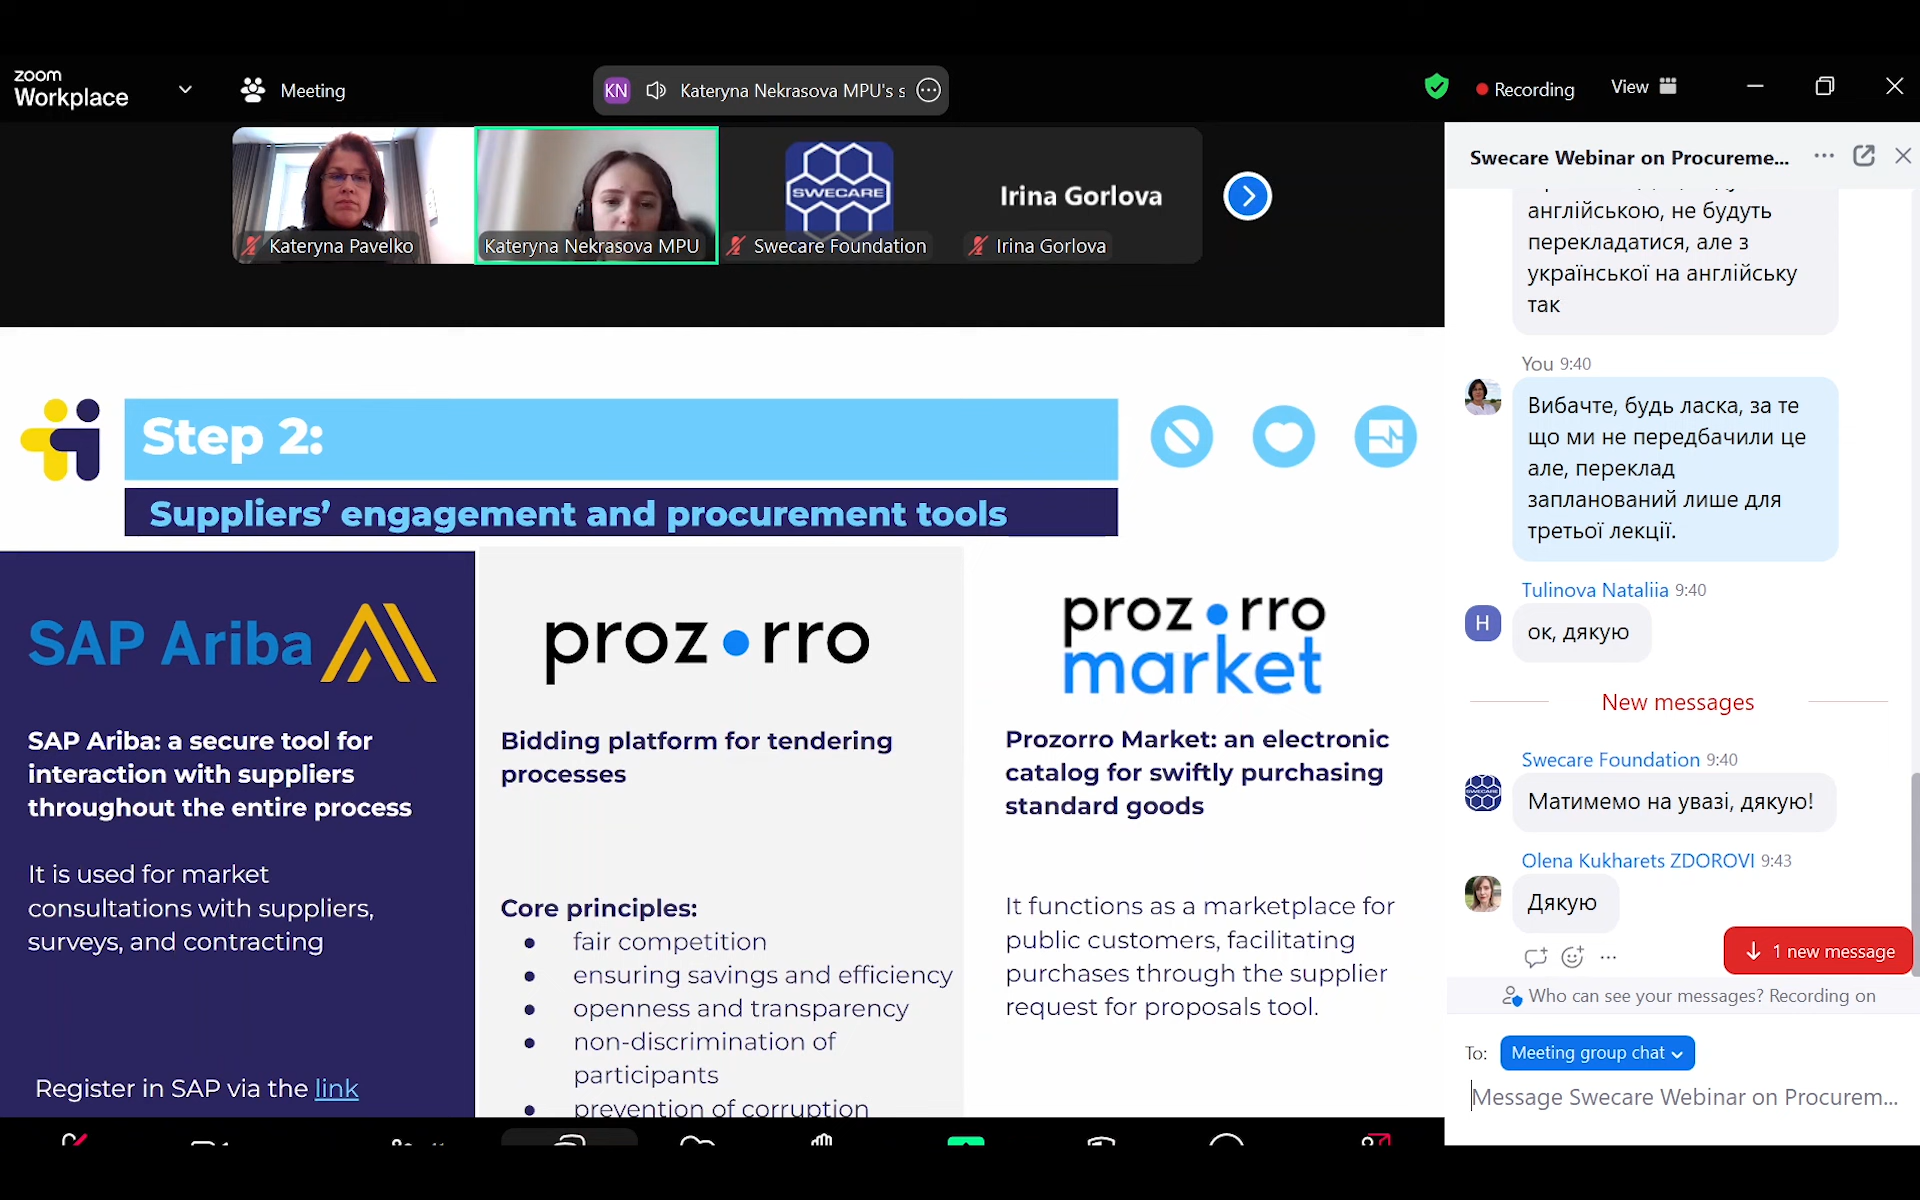 zoom
Workplace
Meeting
KN
Kateryna Nekrasova MPU's s
Recording
View
Kateryna Pavelko
Kateryna Nekrasova MPU
SWECARE
Swecare Foundation
Irina Gorlova
Irina Gorlova
Step 2:
Suppliers' engagement and procurement tools
SAP Ariba
SAP Ariba: a secure tool for
interaction with suppliers
throughout the entire process
It is used for market
consultations with suppliers,
surveys, and contracting
Register in SAP via the link
prozorro
Bidding platform for tendering
processes
Core principles:
• fair competition
• ensuring savings and efficiency
• openness and transparency
• non-discrimination of
participants
• prevention of corruption
prozorro
market
Prozorro Market: an electronic
catalog for swiftly purchasing
standard goods
It functions as a marketplace for
public customers, facilitating
purchases through the supplier
request for proposals tool.
Swecare Webinar on Procureme...
англійською, не будуть
перекладатися, але з
української на англійську
так
You 9:40
Вибачте, будь ласка, за те
що ми не передбачили це
але, переклад
запланований лише для
третьої лекції.
Tulinova Nataliia 9:40
Н
ок, дякую
New messages
Swecare Foundation 9:40
SWECARE
Матимемо на увазі, дякую!
Olena Kukharets ZDOROVI 9:43
Дякую
1 new message
Who can see your messages? Recording on
To: Meeting group chat
Message Swecare Webinar on Procurem...